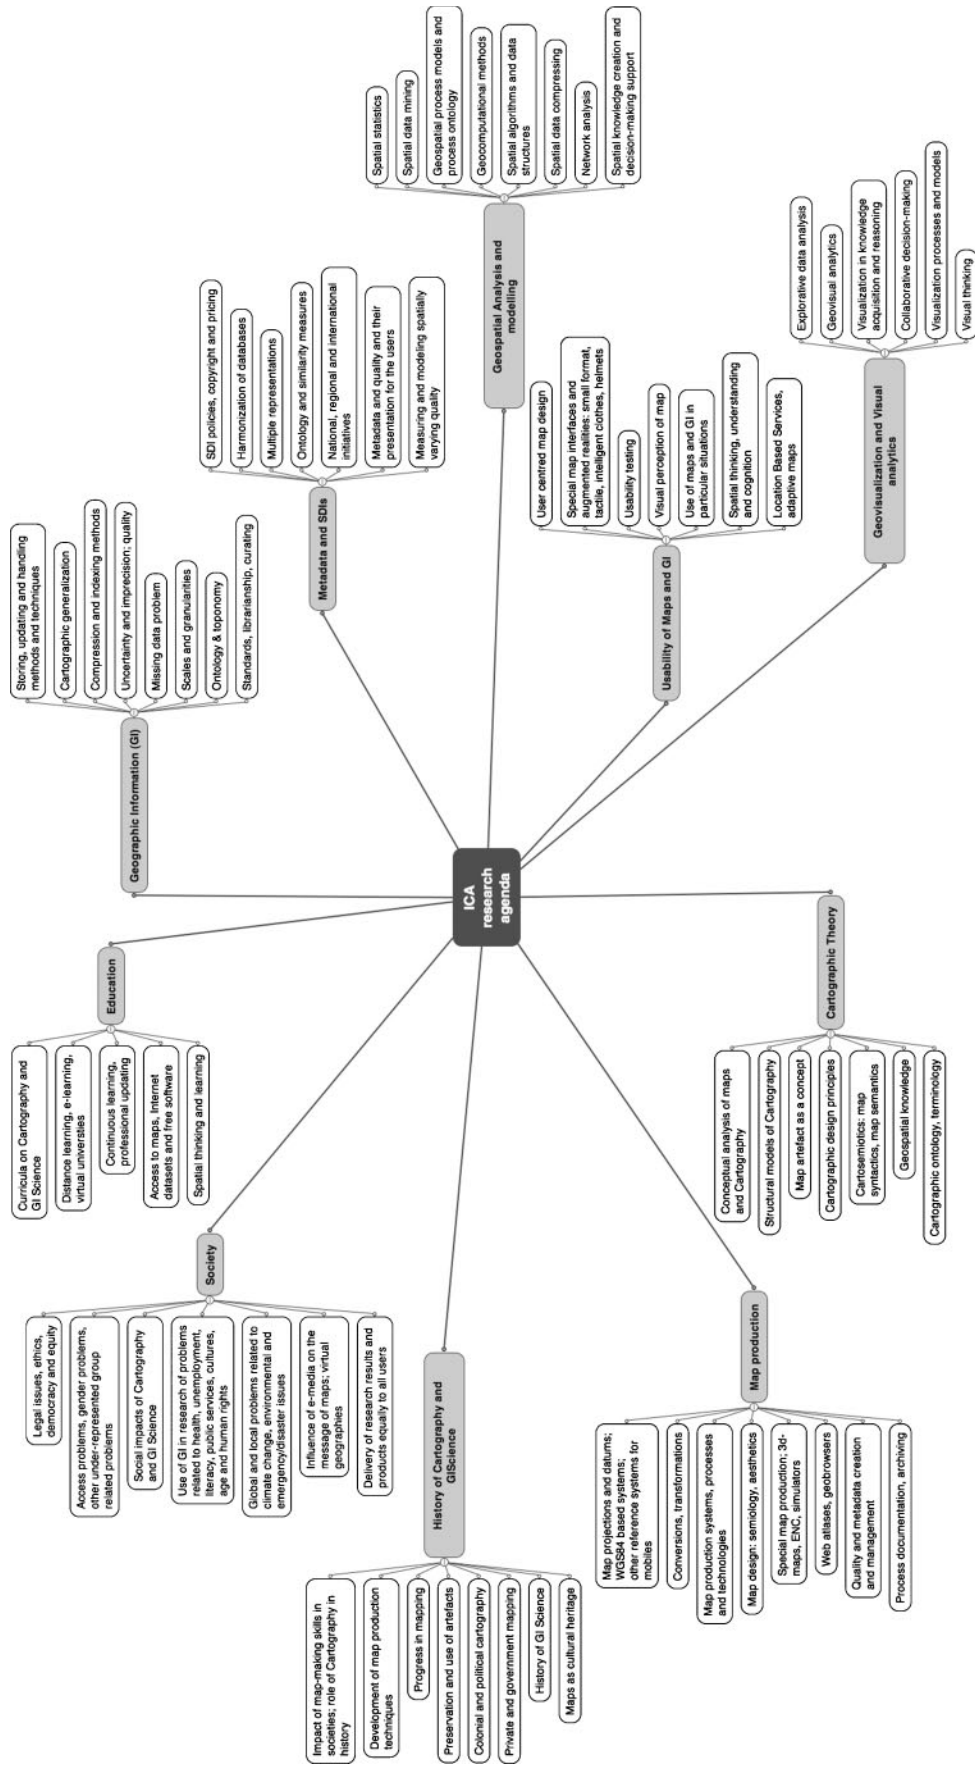 ICA
research
agenda
Education
Curricula on Cartography and
GI Science
Distance learning, e-learning,
virtual universties
Continuous learning,
professional updating
Access to maps, Internet
datasets and free software
Spatial thinking and learning
Society
Legal issues, ethics,
democracy and equity
Access problems, gender problems,
other under-represented group
related problems
Social impacts of Cartography
and GI Science
Use of GI in research of problems
related to health, unemployment,
literacy, public services, cultures,
age and human rights
Global and local problems related to
climate change, environmental and
emergency/disaster issues
Influence of e-media on the
message of maps; virtual
geographies
Delivery of research results and
products equally to all users
History of Cartography and
GIScience
Impact of map-making skills in
societies; role of Cartography in
history
Development of map production
techniques
Progress in mapping
Preservation and use of artefacts
Colonial and political cartography
Private and government mapping
History of GI Science
Maps as cultural heritage
Map production
Map projections and datums;
WGS84 based systems;
other reference systems for
mobiles
Conversions, transformations
Map production systems, processes
and technologies
Map design: semiology, aesthetics
Special map production; 3d-
maps, ENC, simulators
Web atlases, geobrowsers
Quality and metadata creation
and management
Process documentation, archiving
Cartographic Theory
Conceptual analysis of maps
and Cartography
Structural models of Cartography
Map artefact as a concept
Cartographic design principles
Cartosemiotics: map
syntactics, map semantics
Geospatial knowledge
Cartographic ontology, terminology
Geographic Information (GI)
Storing, updating and handling
methods and techniques
Cartographic generalization
Compression and indexing methods
Uncertainty and imprecision; quality
Missing data problem
Scales and granularities
Ontology & toponomy
Standards, librarianship, curating
Metadata and SDIs
SDI policies, copyright and pricing
Harmonization of databases
Multiple representations
Ontology and similarity measures
National, regional and international
initiatives
Metadata and quality and their
presentation for the users
Measuring and modeling spatially
varying quality
Geospatial Analysis and
modelling
Spatial statistics
Spatial data mining
Geospatial process models and
process ontology
Geocomputational methods
Spatial algorithms and data
structures
Spatial data compressing
Network analysis
Spatial knowledge creation and
decision-making support
Usability of Maps and GI
User centred map design
Special map interfaces and
augmented realities: small format,
tactile, intelligent clothes, helmets
Usability testing
Visual perception of map
Use of maps and GI in
particular situations
Spatial thinking, understanding
and cognition
Location Based Services,
adaptive maps
Geovisualization and Visual
analytics
Explorative data analysis
Geovisual analytics
Visualization in knowledge
acquisition and reasoning
Collaborative decision-making
Visualization processes and models
Visual thinking